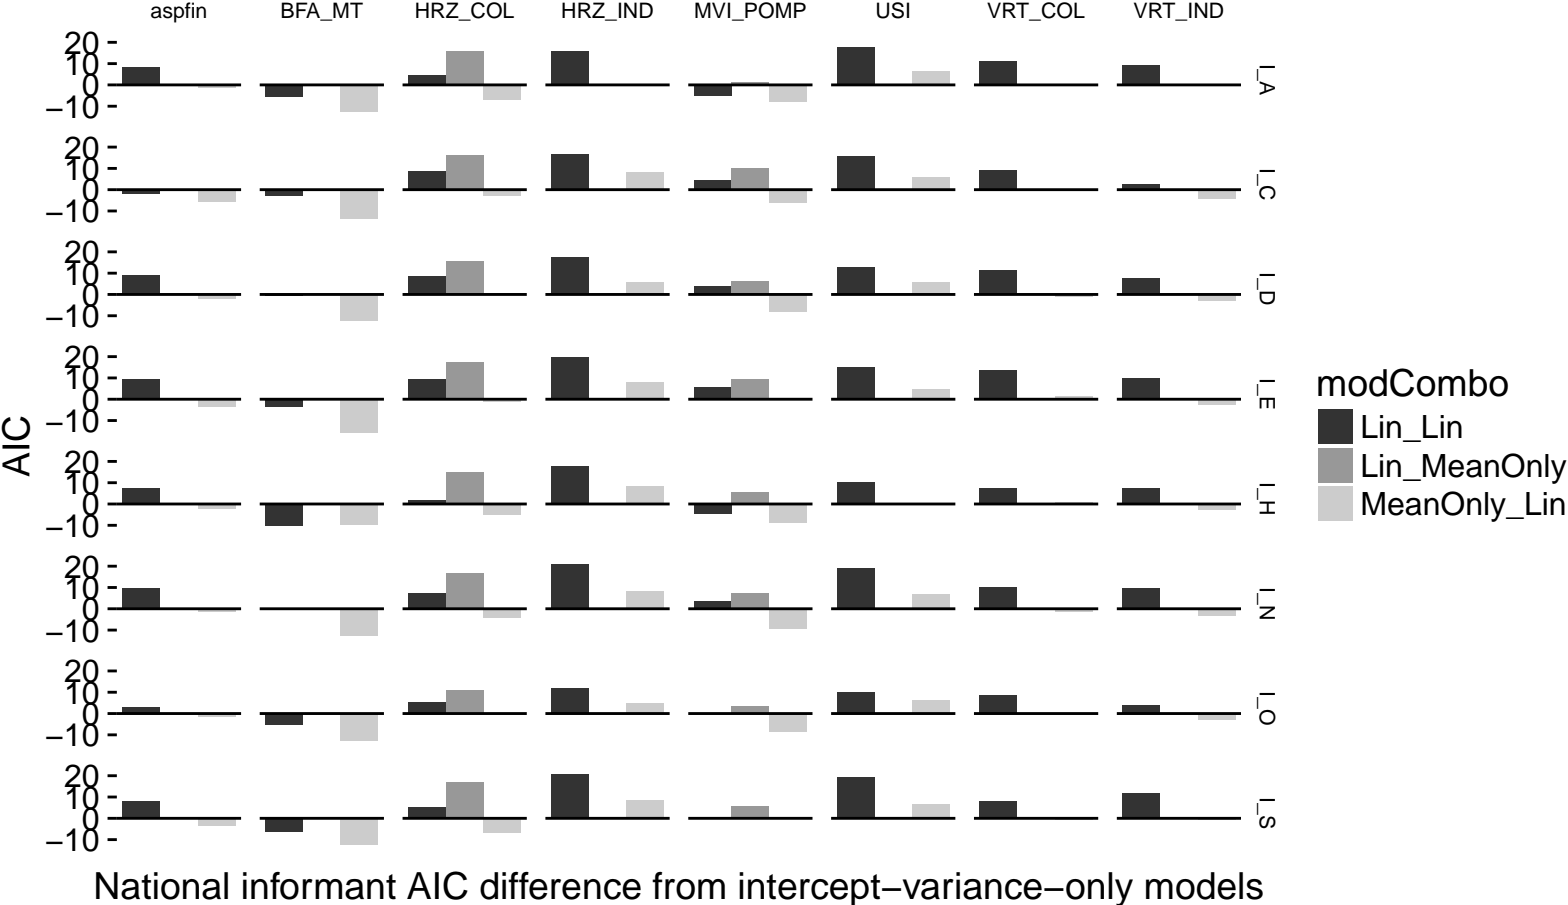 aspfin BFA_MT HRZ_COL HRZ_IND MVI_POMP USI VRT_COL VRT_IND
20
10
0
−10
I_A
20
10
0
−10
I_C
20
10
0
−10
I_D
20
10
0
−10
I_E
20
10
0
−10
I_H
20
10
0
−10
I_N
20
10
0
−10
I_O
20
10
0
−10
I_S
AIC
National informant AIC difference from intercept−variance−only models
modCombo
Lin_Lin
Lin_MeanOnly
MeanOnly_Lin